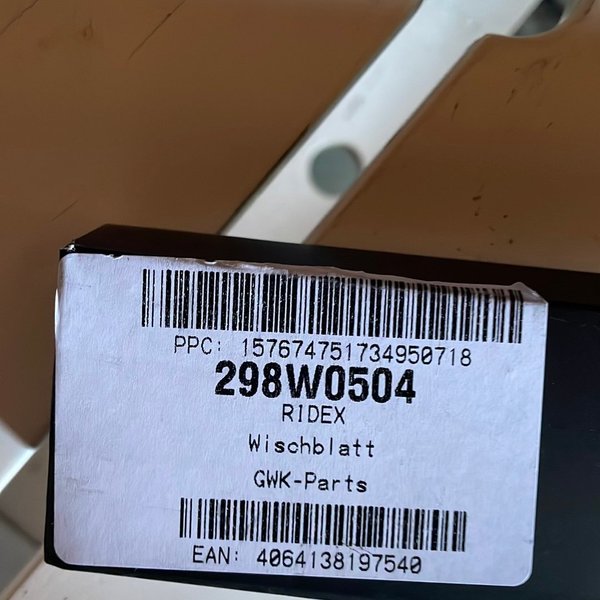 PPC: 157674751734950718
298W0504
RIDEX
Wischblatt
GWK-Parts
EAN: 4064138197540